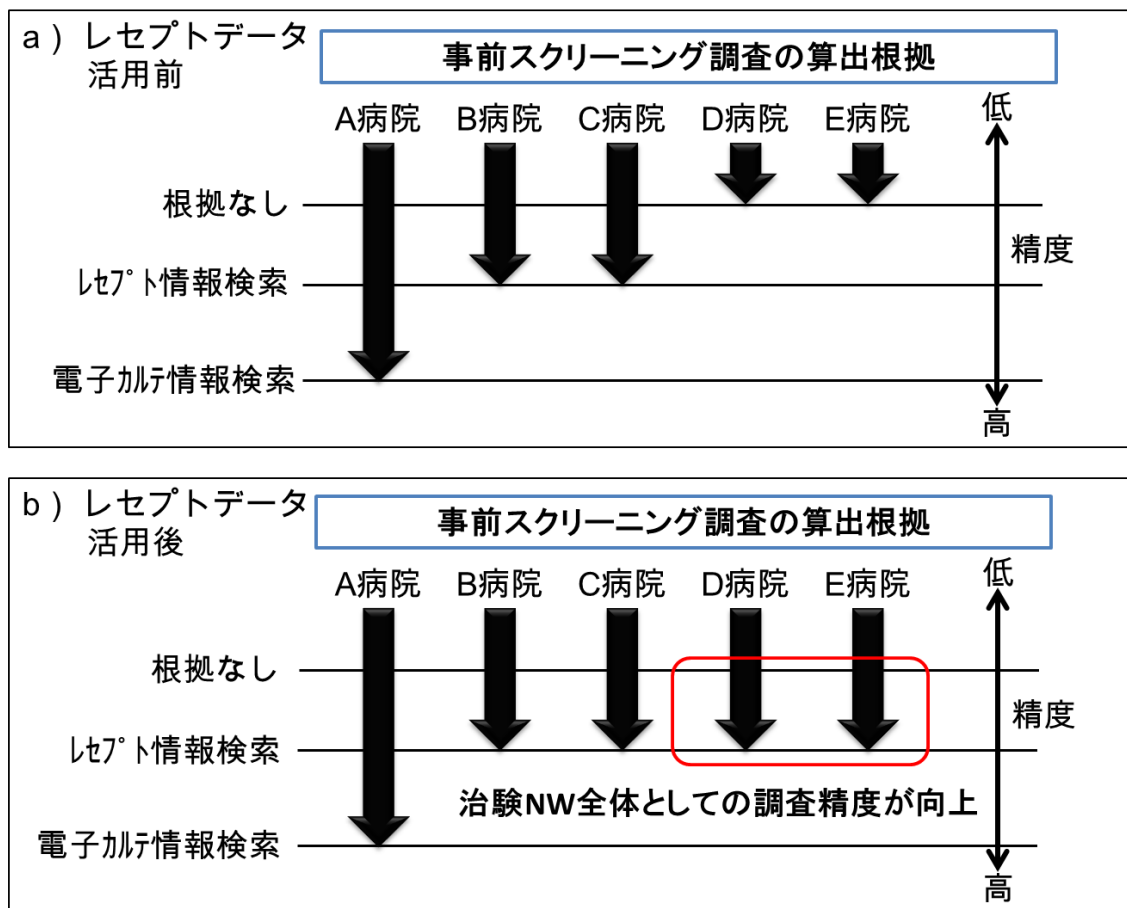 a ) レセプトデータ
活用前
事前スクリーニング調査の算出根拠
A病院 B病院 C病院 D病院 E病院
低
根拠なし
精度
ﾚｾﾌﾟﾄ情報検索
電子ｶﾙﾃ情報検索
高
b ) レセプトデータ
活用後
事前スクリーニング調査の算出根拠
A病院 B病院 C病院 D病院 E病院
低
根拠なし
精度
ﾚｾﾌﾟﾄ情報検索
治験NW全体としての調査精度が向上
電子ｶﾙﾃ情報検索
高